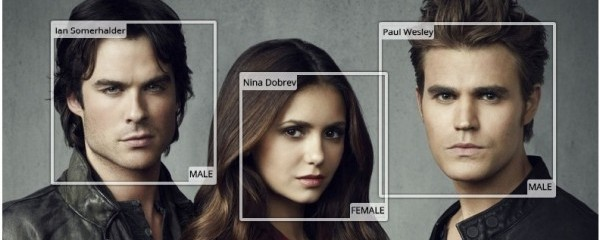 Ian Somerhalder
Paul Wesley
Nina Dobrev
MALE
MALE
FEMALE